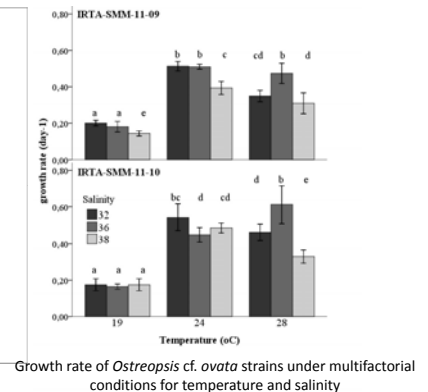 IRTA-SMM-11-09
0,80
0,60
0,40
0,20
0,00
a a e
b b c
cd b d
growth rate (day-1)
IRTA-SMM-11-10
0,80
0,60
0,40
0,20
0,00
Salinity
32
36
38
a a a
bc d cd
d b e
19 24 28
Temperature (oC)
Growth rate of Ostreopsis cf. ovata strains under multifactorial
conditions for temperature and salinity